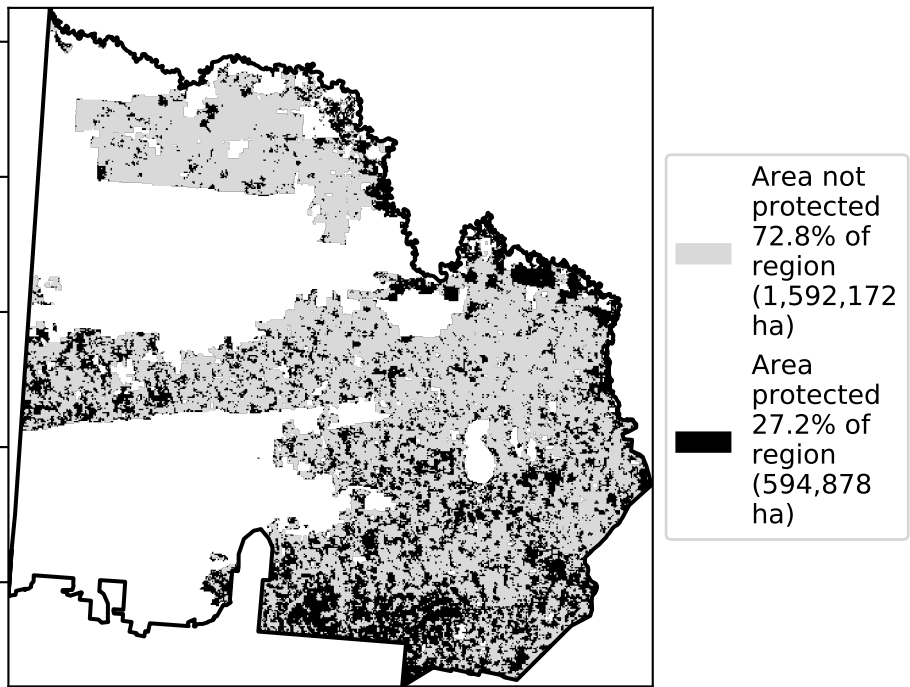 Area not
protected
72.8% of
region
(1,592,172
ha)
Area
protected
27.2% of
region
(594,878
ha)